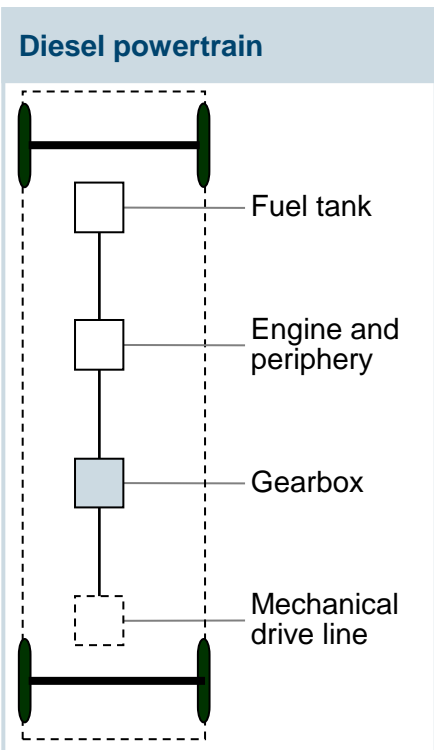 Diesel powertrain
Fuel tank
Engine and
periphery
Gearbox
Mechanical
drive line